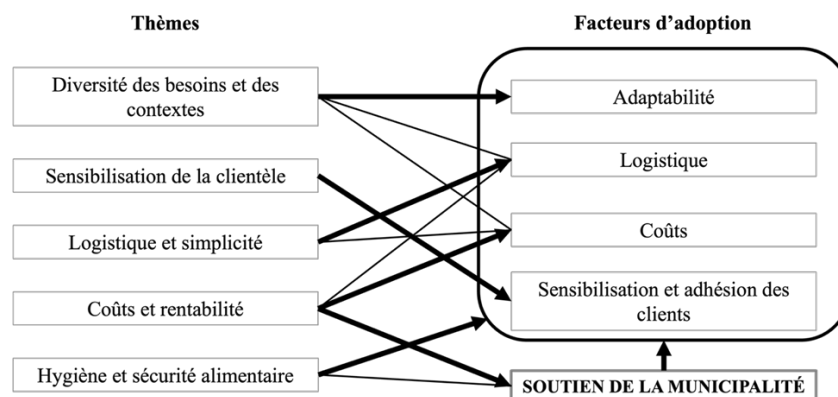 Thèmes
Diversité des besoins et des
contextes
Sensibilisation de la clientèle
Logistique et simplicité
Coûts et rentabilité
Hygiène et sécurité alimentaire
Facteurs d'adoption
Adaptabilité
Logistique
Coûts
Sensibilisation et adhésion des
clients
SOUTIEN DE LA MUNICIPALITÉ